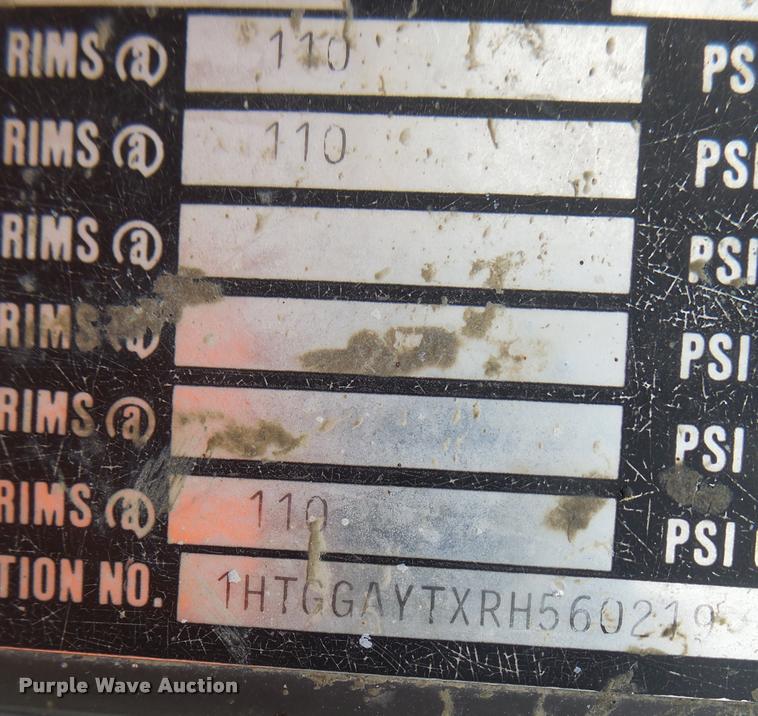 RIMS @ 110 PS
RIMS @ 110 PSI
RIMS @ PSI
RIMS @ PSI
RIMS @ PSI
RIMS @ 110 PSI
TION NO. 1HTGGAYTXRH560219
Purple Wave Auction